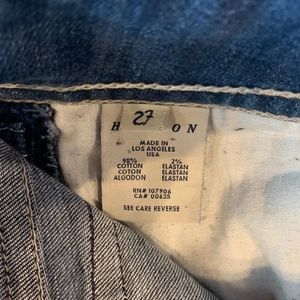 27
H ON
MADE IN
LOS ANGELES
USA
98% 2%
COTTON ELASTAN
COTON ELASTAN
ALGODON ELASTAN
RN# 107906
CA# 00635
SEE CARE REVERSE